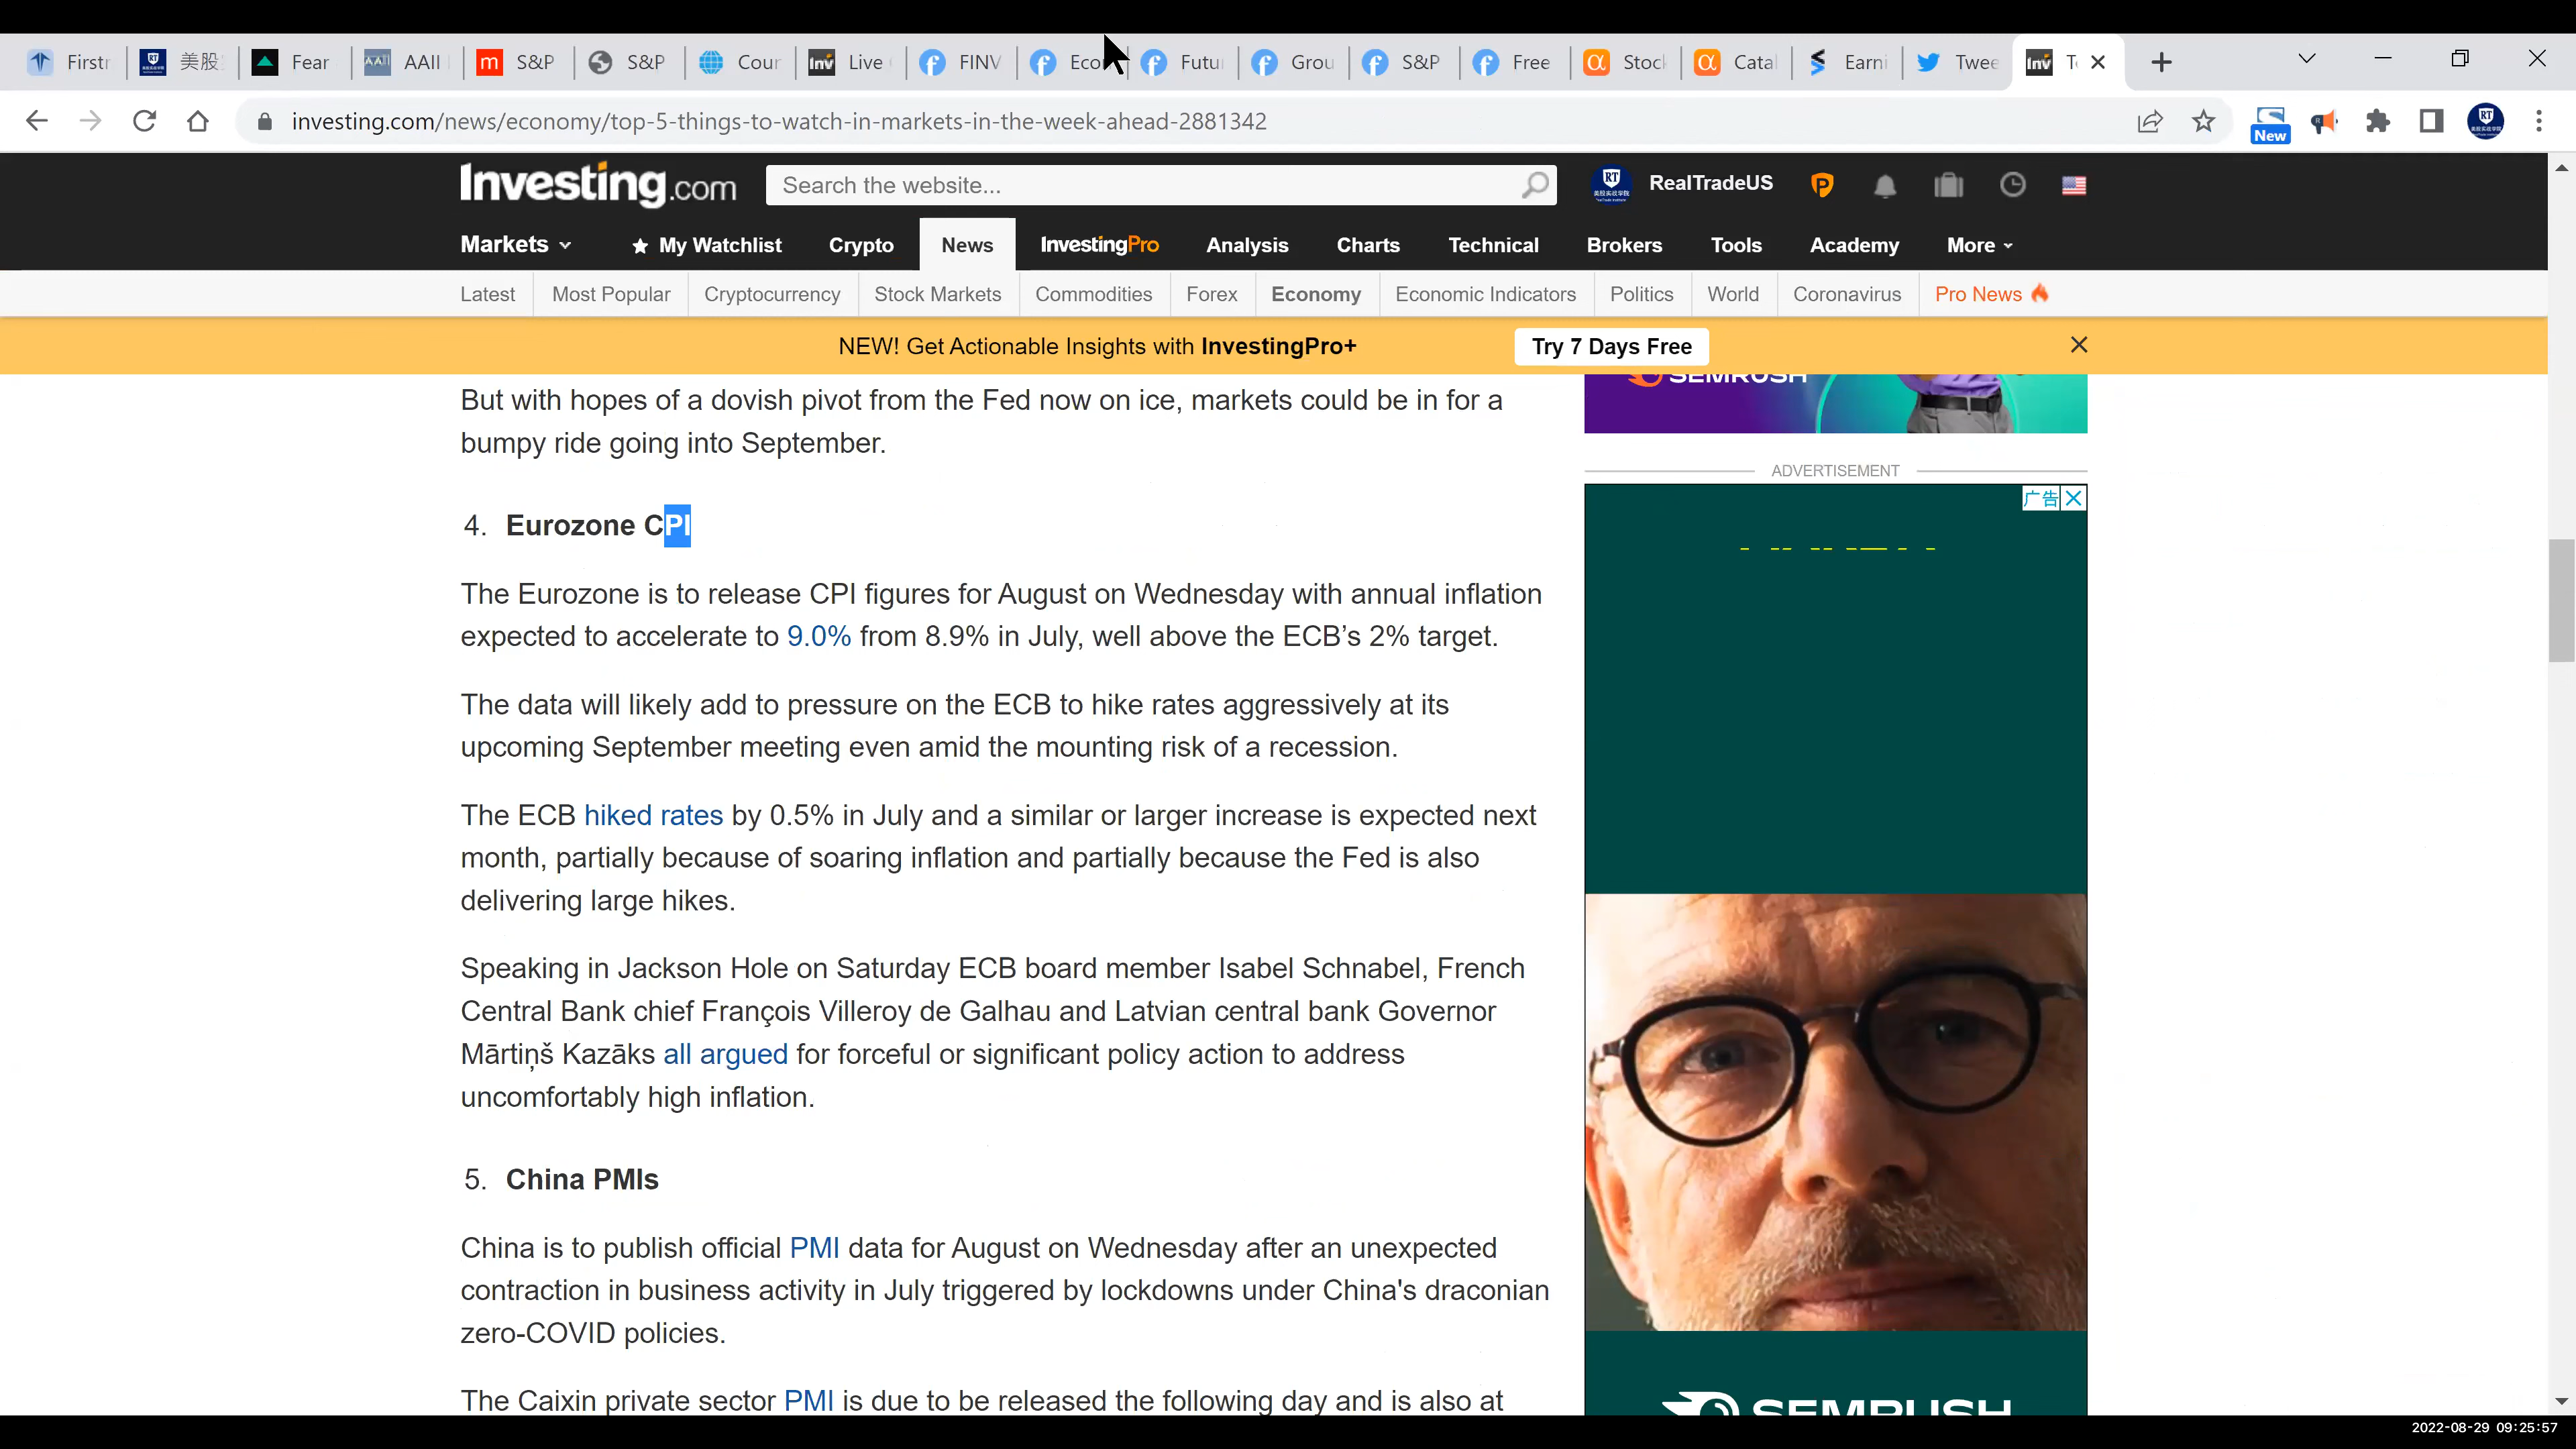 Firstr
美股
Fear
AAII
S&P
S&P
Cour
Live
FINV
Eco
Futu
Grou
S&P
Free
Stoc
Cata
Earni
Twee
T
investing.com/news/economy/top-5-things-to-watch-in-markets-in-the-week-ahead-2881342
New
Investing.com
Search the website...
RealTradeUS
Markets
My Watchlist
Crypto
News
InvestingPro
Analysis
Charts
Technical
Brokers
Tools
Academy
More
Latest
Most Popular
Cryptocurrency
Stock Markets
Commodities
Forex
Economy
Economic Indicators
Politics
World
Coronavirus
Pro News
NEW! Get Actionable Insights with InvestingPro+
Try 7 Days Free
But with hopes of a dovish pivot from the Fed now on ice, markets could be in for a
bumpy ride going into September.
4. Eurozone CPI
The Eurozone is to release CPI figures for August on Wednesday with annual inflation
expected to accelerate to 9.0% from 8.9% in July, well above the ECB’s 2% target.
The data will likely add to pressure on the ECB to hike rates aggressively at its
upcoming September meeting even amid the mounting risk of a recession.
The ECB hiked rates by 0.5% in July and a similar or larger increase is expected next
month, partially because of soaring inflation and partially because the Fed is also
delivering large hikes.
Speaking in Jackson Hole on Saturday ECB board member Isabel Schnabel, French
Central Bank chief François Villeroy de Galhau and Latvian central bank Governor
Mārtiņš Kazāks all argued for forceful or significant policy action to address
uncomfortably high inflation.
5. China PMIs
China is to publish official PMI data for August on Wednesday after an unexpected
contraction in business activity in July triggered by lockdowns under China's draconian
zero-COVID policies.
The Caixin private sector PMI is due to be released the following day and is also at
SEMRUSH
ADVERTISEMENT
广告
SEMRUSH
2022-08-29 09:25:57